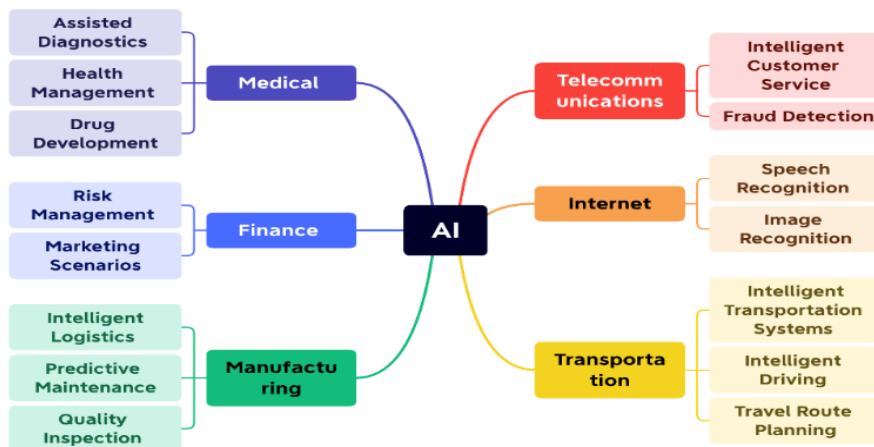 Assisted
Diagnostics
Health
Management
Drug
Development
Medical
Risk
Management
Marketing
Scenarios
Finance
Intelligent
Logistics
Predictive
Maintenance
Quality
Inspection
Manufactu
ring
AI
Telecomm
unications
Intelligent
Customer
Service
Fraud Detection
Internet
Speech
Recognition
Image
Recognition
Transporta
tion
Intelligent
Transportation
Systems
Intelligent
Driving
Travel Route
Planning